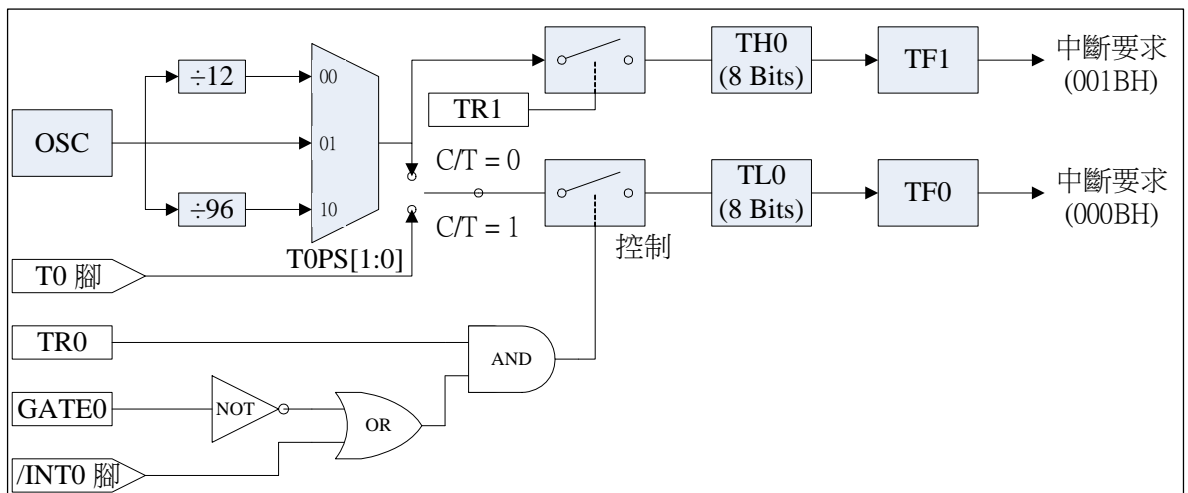 ÷12
00
OSC
01
÷96
10
T0PS[1:0]
T0 腳
TR1
C/T = 0
C/T = 1
控制
TH0
(8 Bits)
TF1
中斷要求
(001BH)
TL0
(8 Bits)
TF0
中斷要求
(000BH)
TR0
AND
GATE0
NOT
OR
/INT0 腳